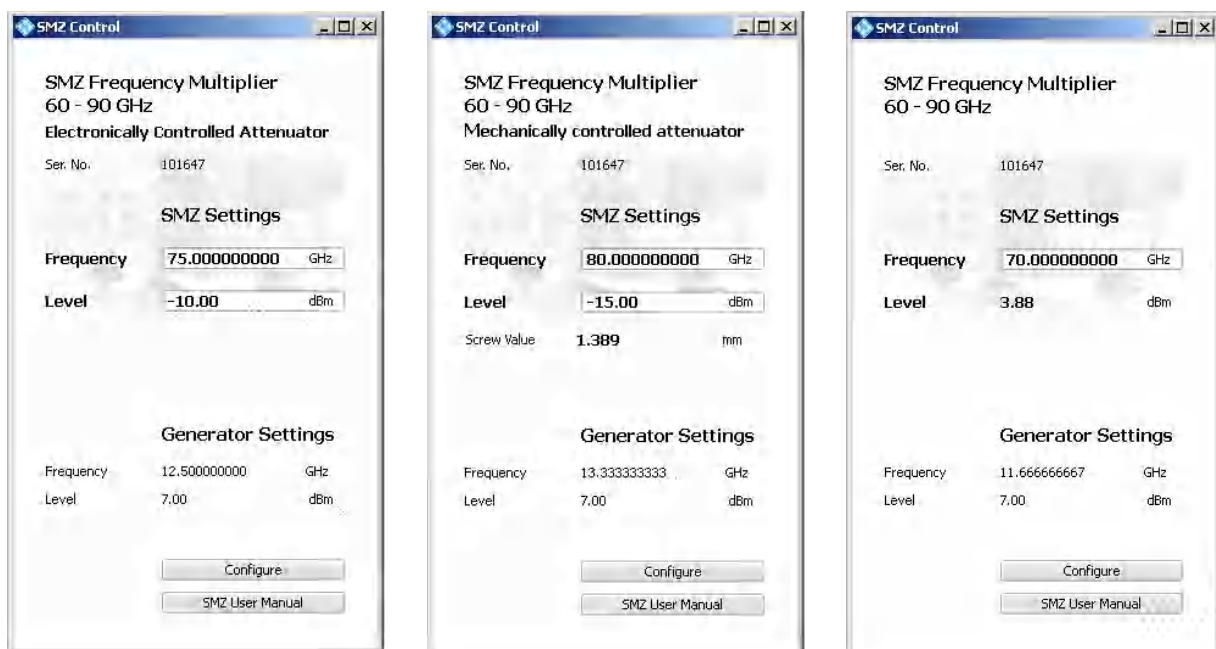 SMZ Control
SMZ Frequency Multiplier
60 - 90 GHz
Electronically Controlled Attenuator
Ser. No. 101647
SMZ Settings
Frequency 75.000000000 GHz
Level -10.00 dBm
Generator Settings
Frequency 12.500000000 GHz
Level 7.00 dBm
Configure
SMZ User Manual
SMZ Control
SMZ Frequency Multiplier
60 - 90 GHz
Mechanically controlled attenuator
Ser. No. 101647
SMZ Settings
Frequency 80.000000000 GHz
Level -15.00 dBm
Screw Value 1.389 mm
Generator Settings
Frequency 13.333333333 GHz
Level 7.00 dBm
Configure
SMZ User Manual
SMZ Control
SMZ Frequency Multiplier
60 - 90 GHz
Ser. No. 101647
SMZ Settings
Frequency 70.000000000 GHz
Level 3.88 dBm
Generator Settings
Frequency 11.666666667 GHz
Level 7.00 dBm
Configure
SMZ User Manual